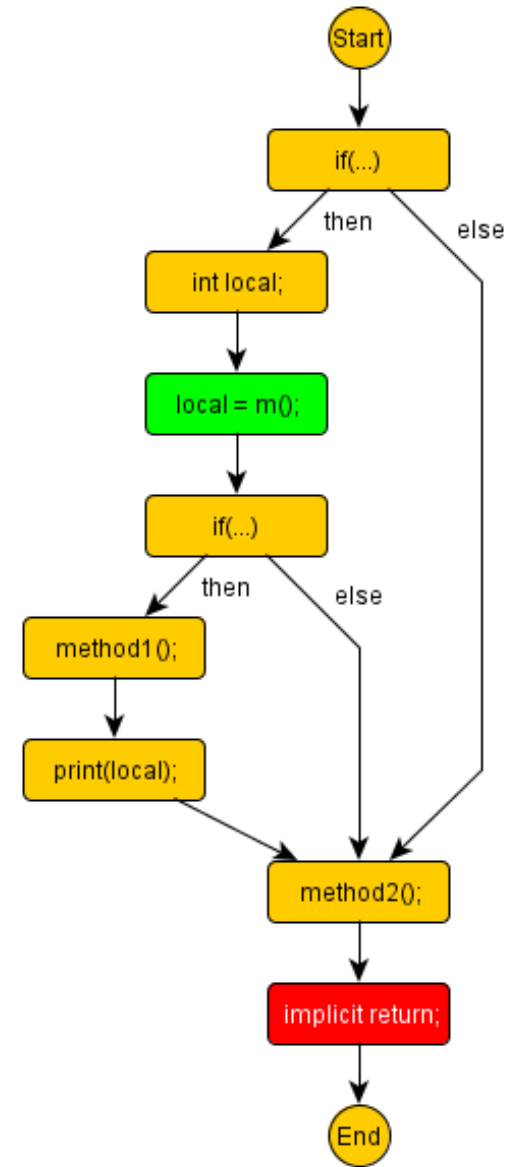 Start
if(...)
then
else
int local;
local = m();
if(...)
then
else
method1();
print(local);
method2();
implicit return;
End